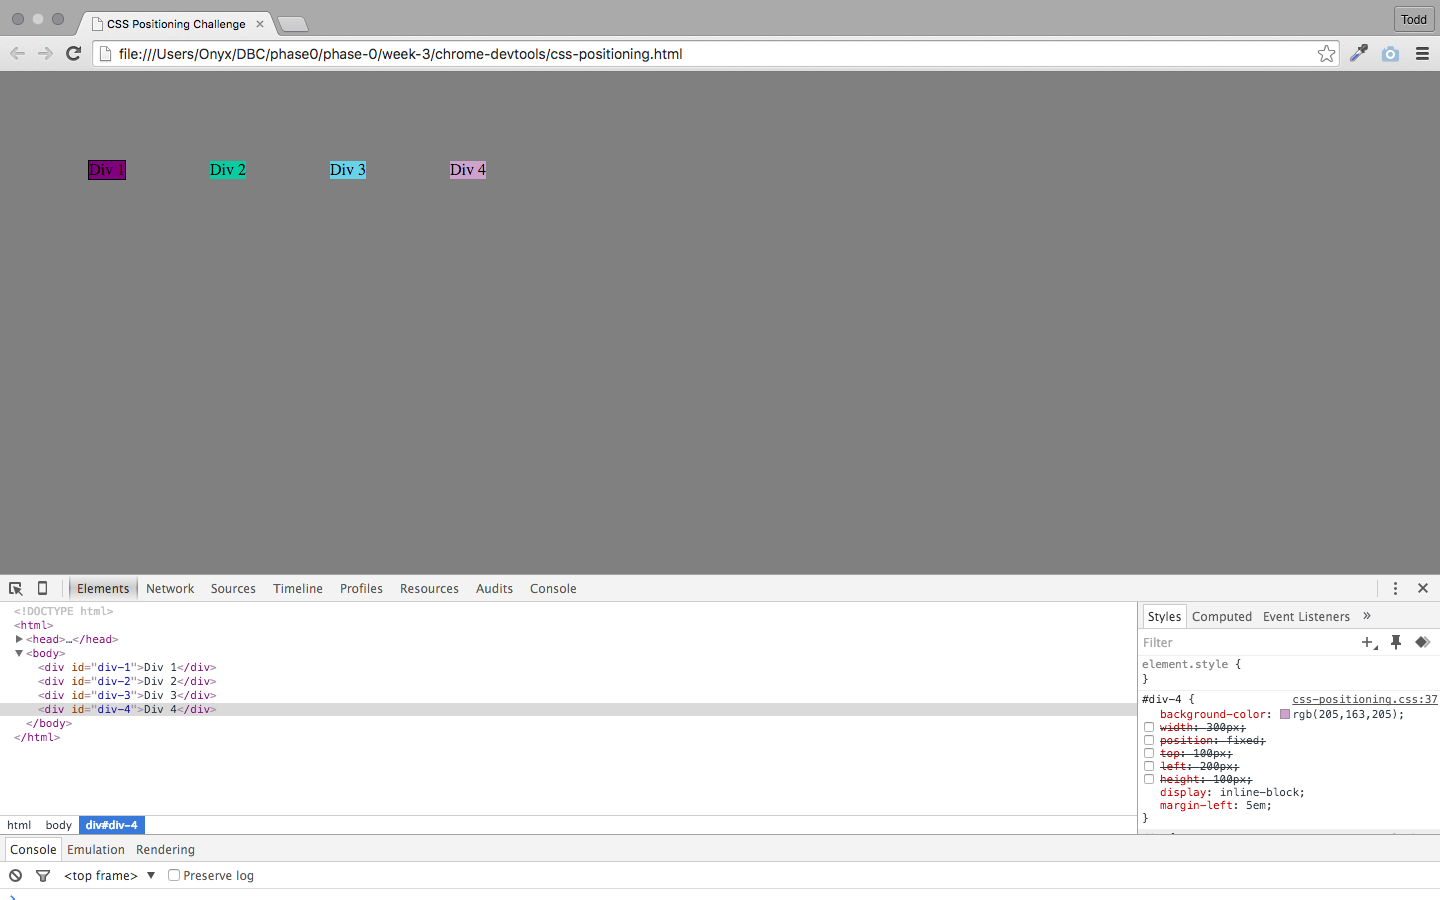 CSS Positioning Challenge
Todd
file:///Users/Onyx/DBC/phase0/phase-0/week-3/chrome-devtools/css-positioning.html
Div 1 Div 2 Div 3 Div 4
Elements Network Sources Timeline Profiles Resources Audits Console
<!DOCTYPE html>
<html>
<head>…</head>
<body>
<div id="div-1">Div 1</div>
<div id="div-2">Div 2</div>
<div id="div-3">Div 3</div>
<div id="div-4">Div 4</div>
</body>
</html>
html body div#div-4
Styles Computed Event Listeners »
Filter
element.style {
}
#div-4 { css-positioning.css:37
background-color: rgb(205,163,205);
width: 300px;
position: fixed;
top: 100px;
left: 200px;
height: 100px;
display: inline-block;
margin-left: 5em;
}
Console Emulation Rendering
<top frame> ▼ Preserve log